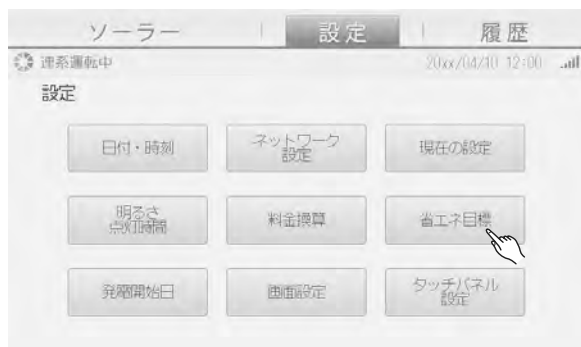 ソーラー
設定
履歴
連系運転中
20xx/04/10 12:00
設定
日付・時刻
ネットワーク
設定
現在の設定
明るさ
点灯時間
料金換算
省エネ目標
発電開始日
画面設定
タッチパネル
設定